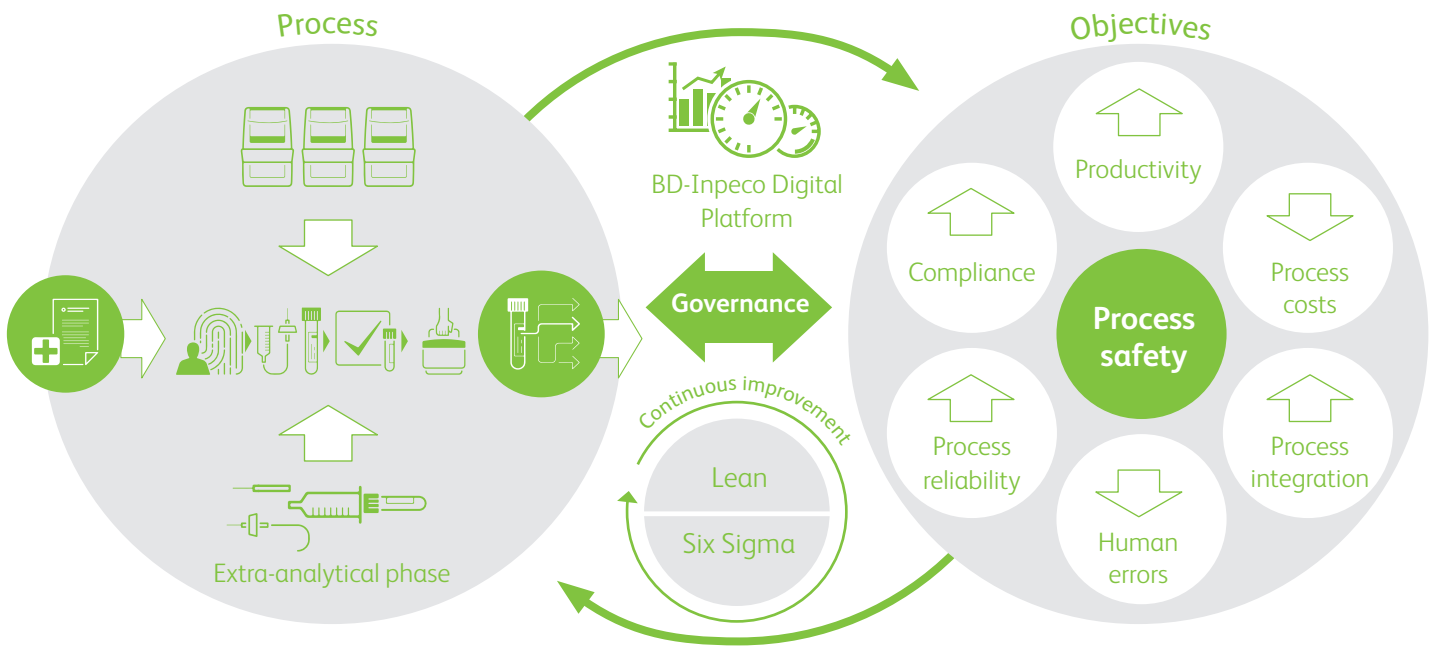 Process
Extra-analytical phase
BD-Inpeco Digital
Platform
Governance
Continuous improvement
Lean
Six Sigma
Objectives
Productivity
Compliance
Process
costs
Process
safety
Process
reliability
Process
integration
Human
errors